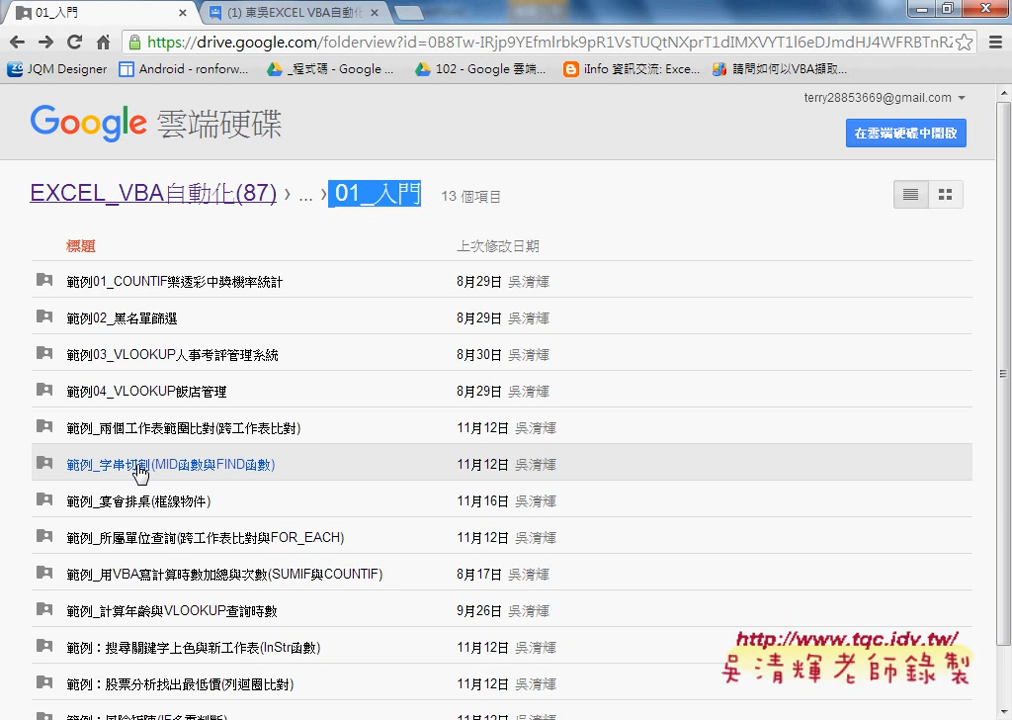 01_入門
(1) 東吳EXCEL VBA自動化
https://drive.google.com/folderview?id=0B8Tw-IRjp9YEfmlrbk9pR1VsTUQtNXprT1dIMXVYT1l6eDJmdHJ4WFRBTnRz
JQM Designer
Android - ronforw...
_程式碼 - Google ...
102 - Google 雲端...
iInfo 資訊交流: Exce...
請問如何以VBA擷取...
terry28853669@gmail.com
Google 雲端硬碟
在雲端硬碟中開啟
EXCEL_VBA自動化(87) › ... › 01_入門 13 個項目
標題 上次修改日期
範例01_COUNTIF樂透彩中獎機率統計 8月29日 吳清輝
範例02_黑名單篩選 8月29日 吳清輝
範例03_VLOOKUP人事考評管理系統 8月30日 吳清輝
範例04_VLOOKUP飯店管理 8月29日 吳清輝
範例_兩個工作表範圍比對(跨工作表比對) 11月12日 吳清輝
範例_字串切割(MID函數與FIND函數) 11月12日 吳清輝
範例_宴會排桌(框線物件) 11月16日 吳清輝
範例_所屬單位查詢(跨工作表比對與FOR_EACH) 11月12日 吳清輝
範例_用VBA寫計算時數加總與次數(SUMIF與COUNTIF) 8月17日 吳清輝
範例_計算年齡與VLOOKUP查詢時數 9月26日 吳清輝
範例：搜尋關鍵字上色與新工作表(InStr函數) 11月12日 吳清輝
範例：股票分析找出最低價(列迴圈比對) 11月12日 吳清輝
範例：風險矩陣(IF多重判斷) 11月12日 吳清輝
http://www.tqc.idv.tw/
吳清輝老師錄製